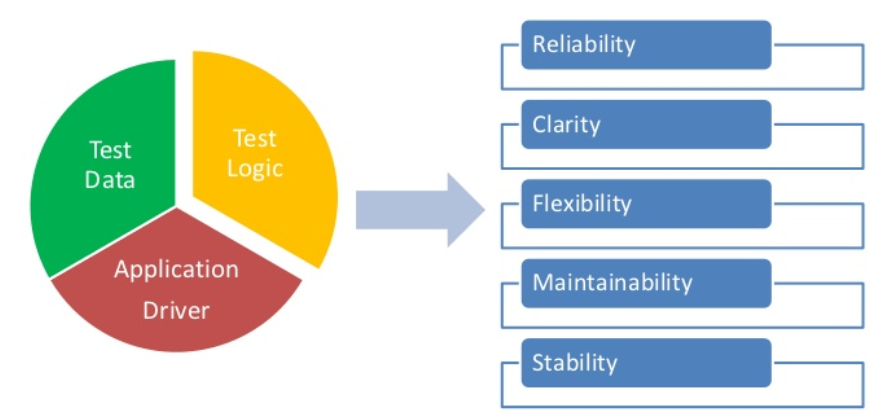 Test
Data
Test
Logic
Application
Driver
Reliability
Clarity
Flexibility
Maintainability
Stability